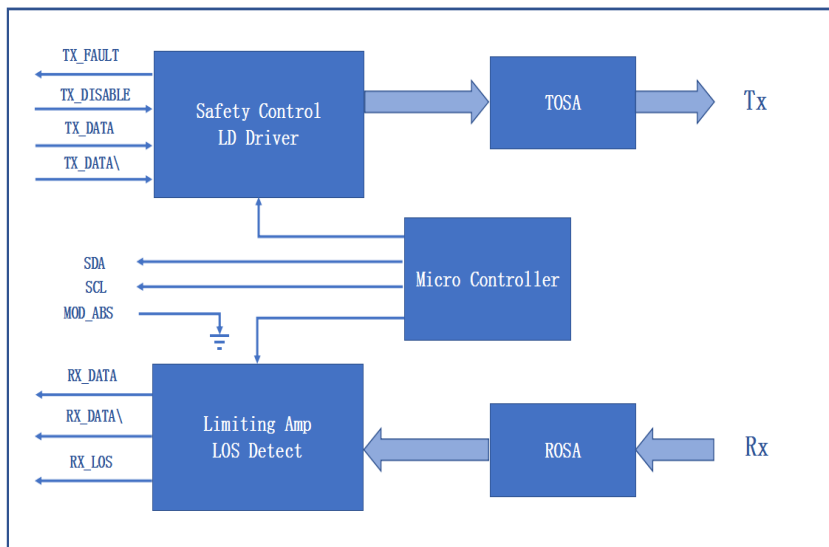 TX_FAULT
TX_DISABLE
TX_DATA
TX_DATA\
Safety Control
LD Driver
TOSA
Tx
SDA
SCL
MOD_ABS
Micro Controller
RX_DATA
RX_DATA\
RX_LOS
Limiting Amp
LOS Detect
ROSA
Rx